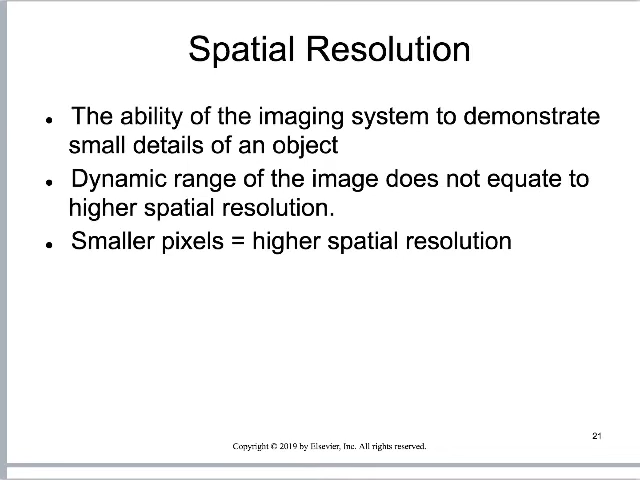 Spatial Resolution
• The ability of the imaging system to demonstrate
small details of an object
• Dynamic range of the image does not equate to
higher spatial resolution.
• Smaller pixels = higher spatial resolution
21
Copyright © 2019 by Elsevier, Inc. All rights reserved.